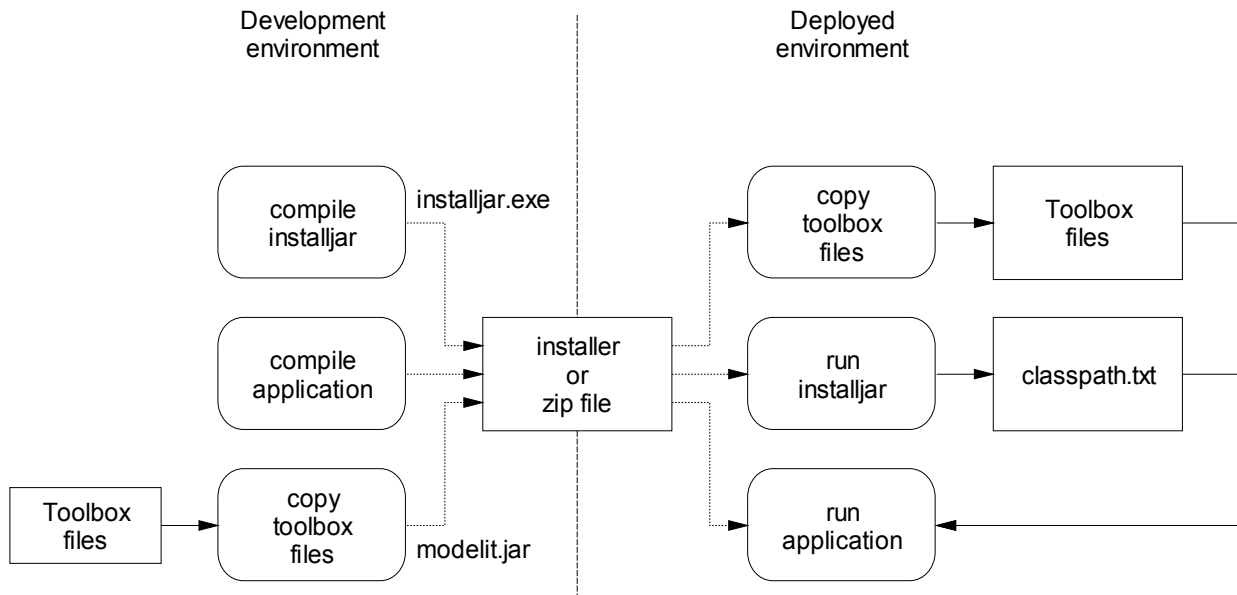 Development
environment
Deployed
environment
compile
installjar
installjar.exe
copy
toolbox
files
Toolbox
files
compile
application
installer
or
zip file
run
installjar
classpath.txt
Toolbox
files
copy
toolbox
files
modelit.jar
run
application